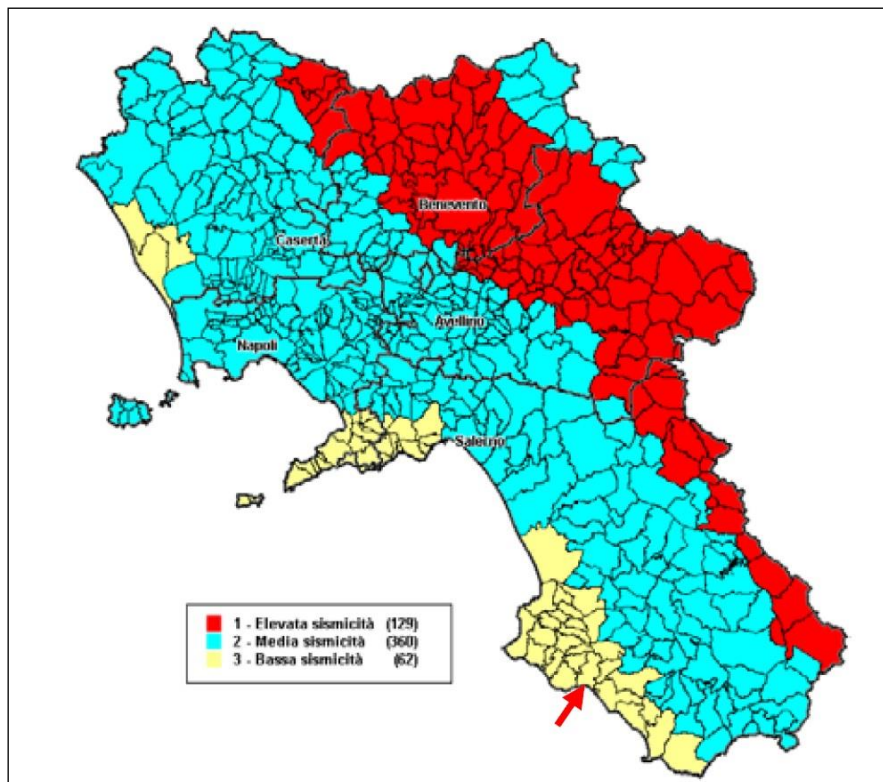 Benevento
Caserta
Avellino
Napoli
Salerno
1 - Elevata sismicità (129)
2 - Media sismicità (360)
3 - Bassa sismicità (62)